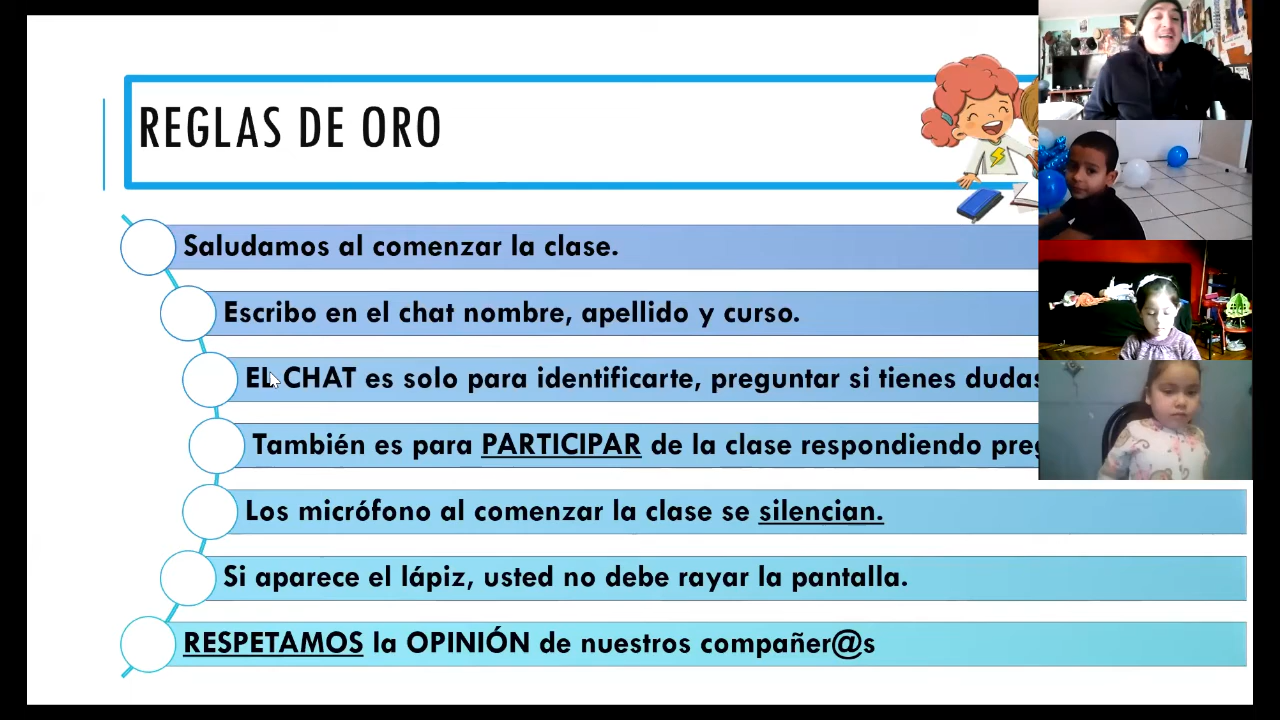 REGLAS DE ORO
Saludamos al comenzar la clase.
Escribo en el chat nombre, apellido y curso.
EL CHAT es solo para identificarte, preguntar si tienes dudas
También es para PARTICIPAR de la clase respondiendo
Los micrófono al comenzar la clase se silencian.
Si aparece el lápiz, usted no debe rayar la pantalla.
RESPETAMOS la OPINIÓN de nuestros compañer@s